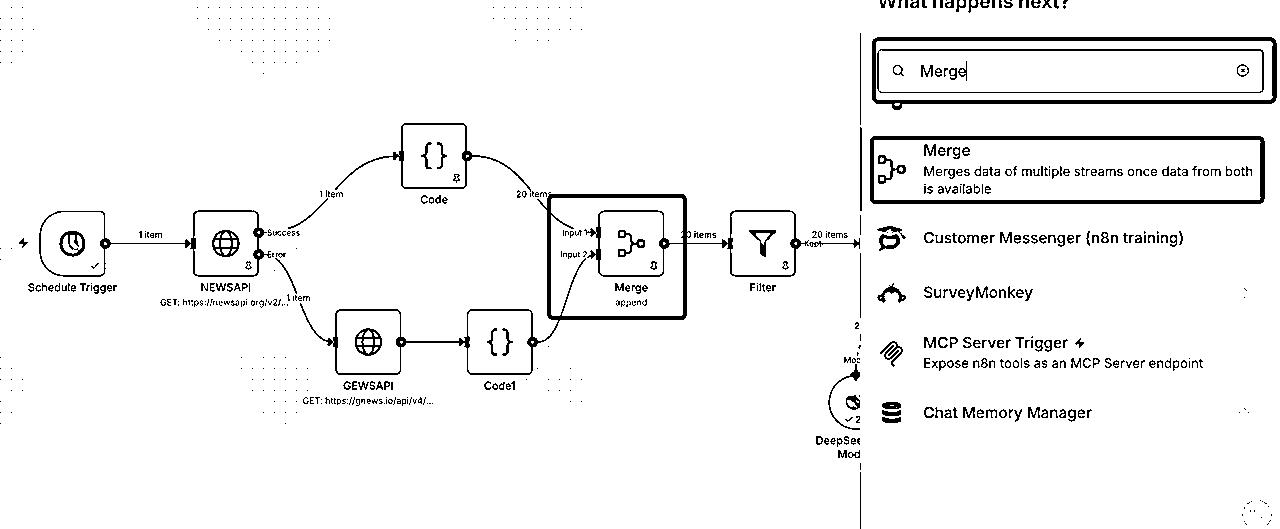 What happens next?
Merge
Merge
Merges data of multiple streams once data from both
is available
Customer Messenger (n8n training)
SurveyMonkey
MCP Server Trigger
Expose n8n tools as an MCP Server endpoint
Chat Memory Manager
Code
1 item
20 items
Schedule Trigger
1 item
NEWSAPI
GET: https://newsapi.org/v2/...
Success
Error
1 item
GEWSAPI
GET: https://gnews.io/api/v4/...
Code1
Input 1
Input 2
Merge
append
20 items
Filter
20 items
Kept
2
DeepSee
Mod